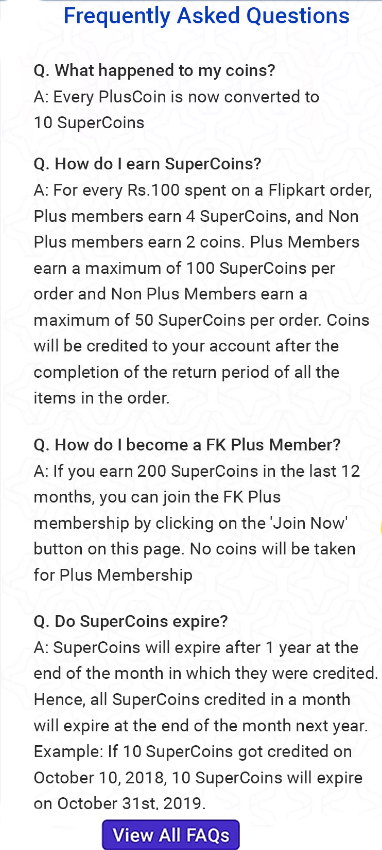 Frequently Asked Questions
Q. What happened to my coins?
A: Every PlusCoin is now converted to
10 SuperCoins
Q. How do I earn SuperCoins?
A: For every Rs.100 spent on a Flipkart order,
Plus members earn 4 SuperCoins, and Non
Plus members earn 2 coins. Plus Members
earn a maximum of 100 SuperCoins per
order and Non Plus Members earn a
maximum of 50 SuperCoins per order. Coins
will be credited to your account after the
completion of the return period of all the
items in the order.
Q. How do I become a FK Plus Member?
A: If you earn 200 SuperCoins in the last 12
months, you can join the FK Plus
membership by clicking on the 'Join Now'
button on this page. No coins will be taken
for Plus Membership
Q. Do SuperCoins expire?
A: SuperCoins will expire after 1 year at the
end of the month in which they were credited.
Hence, all SuperCoins credited in a month
will expire at the end of the month next year.
Example: If 10 SuperCoins got credited on
October 10, 2018, 10 SuperCoins will expire
on October 31st, 2019.
View All FAQs